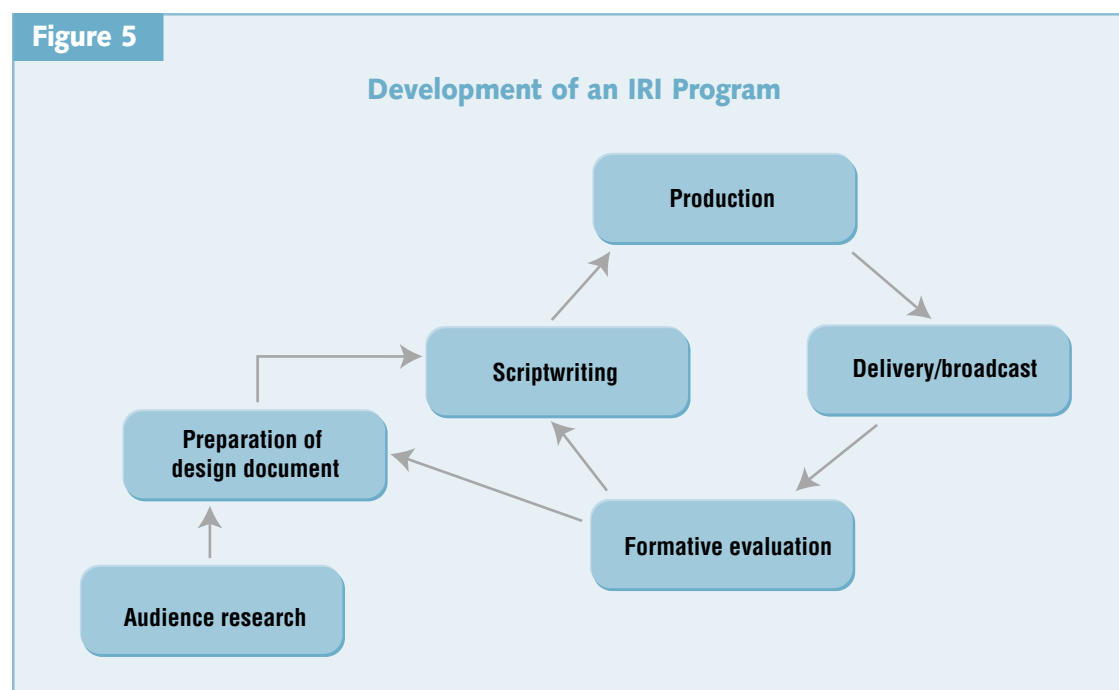 Figure 5
Development of an IRI Program
Production
Scriptwriting
Delivery/broadcast
Preparation of
design document
Formative evaluation
Audience research